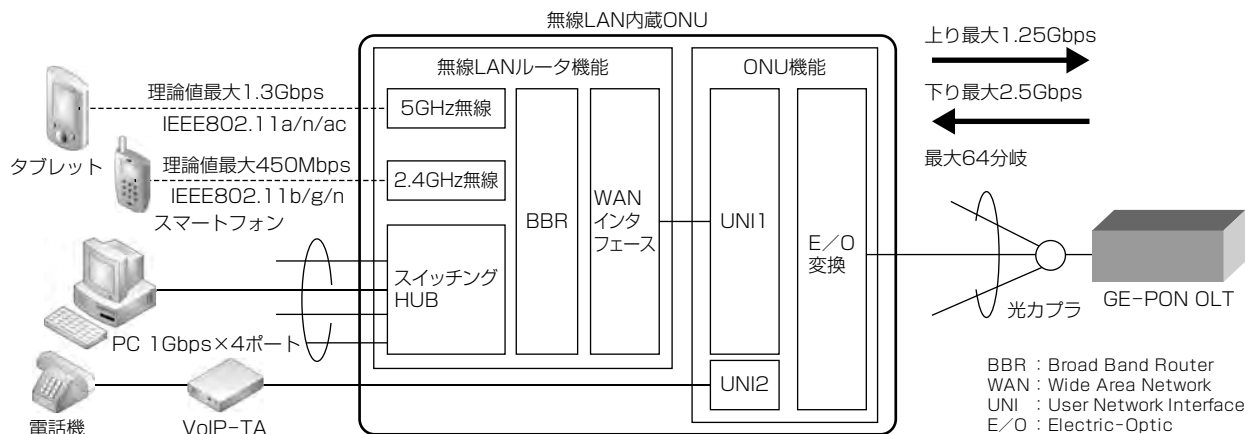 無線LAN内蔵ONU
無線LANルータ機能
ONU機能
上り最大1.25Gbps
下り最大2.5Gbps
最大64分岐
理論値最大1.3Gbps
IEEE802.11a/n/ac
タブレット
5GHz無線
理論値最大450Mbps
IEEE802.11b/g/n
スマートフォン
2.4GHz無線
BBR
WAN
インタ
フェース
UNI1
E／O
変換
スイッチング
HUB
PC 1Gbps×4ポート
光カプラ
GE-PON OLT
UNI2
電話機
VoIP-TA
BBR : Broad Band Router
WAN : Wide Area Network
UNI : User Network Interface
E／O : Electric-Optic